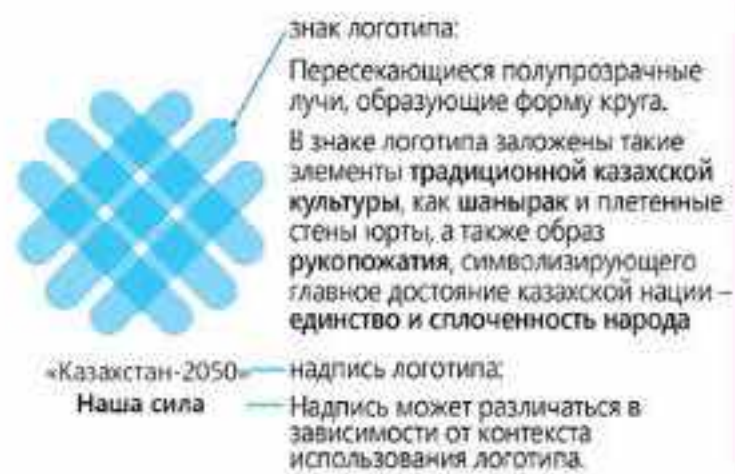 знак логотипа:
Пересекающиеся полупрозрачные
лучи, образующие форму круга.
В знаке логотипа заложены такие
элементы традиционной казахской
культуры, как шанырак и плетенные
стены юрты, а также образ
рукопожатия, символизирующего
главное достояние казахской нации –
единство и сплоченность народа
«Казахстан-2050»
Наша сила
надпись логотипа:
Надпись может различаться в
зависимости от контекста
использования логотипа.